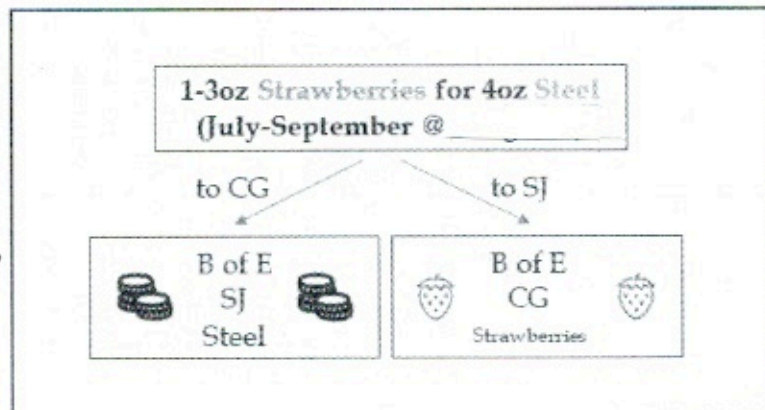 1-3oz Strawberries for 4oz Steel
(July-September @
to CG
to SJ
B of E
SJ
Steel
B of E
CG
Strawberries